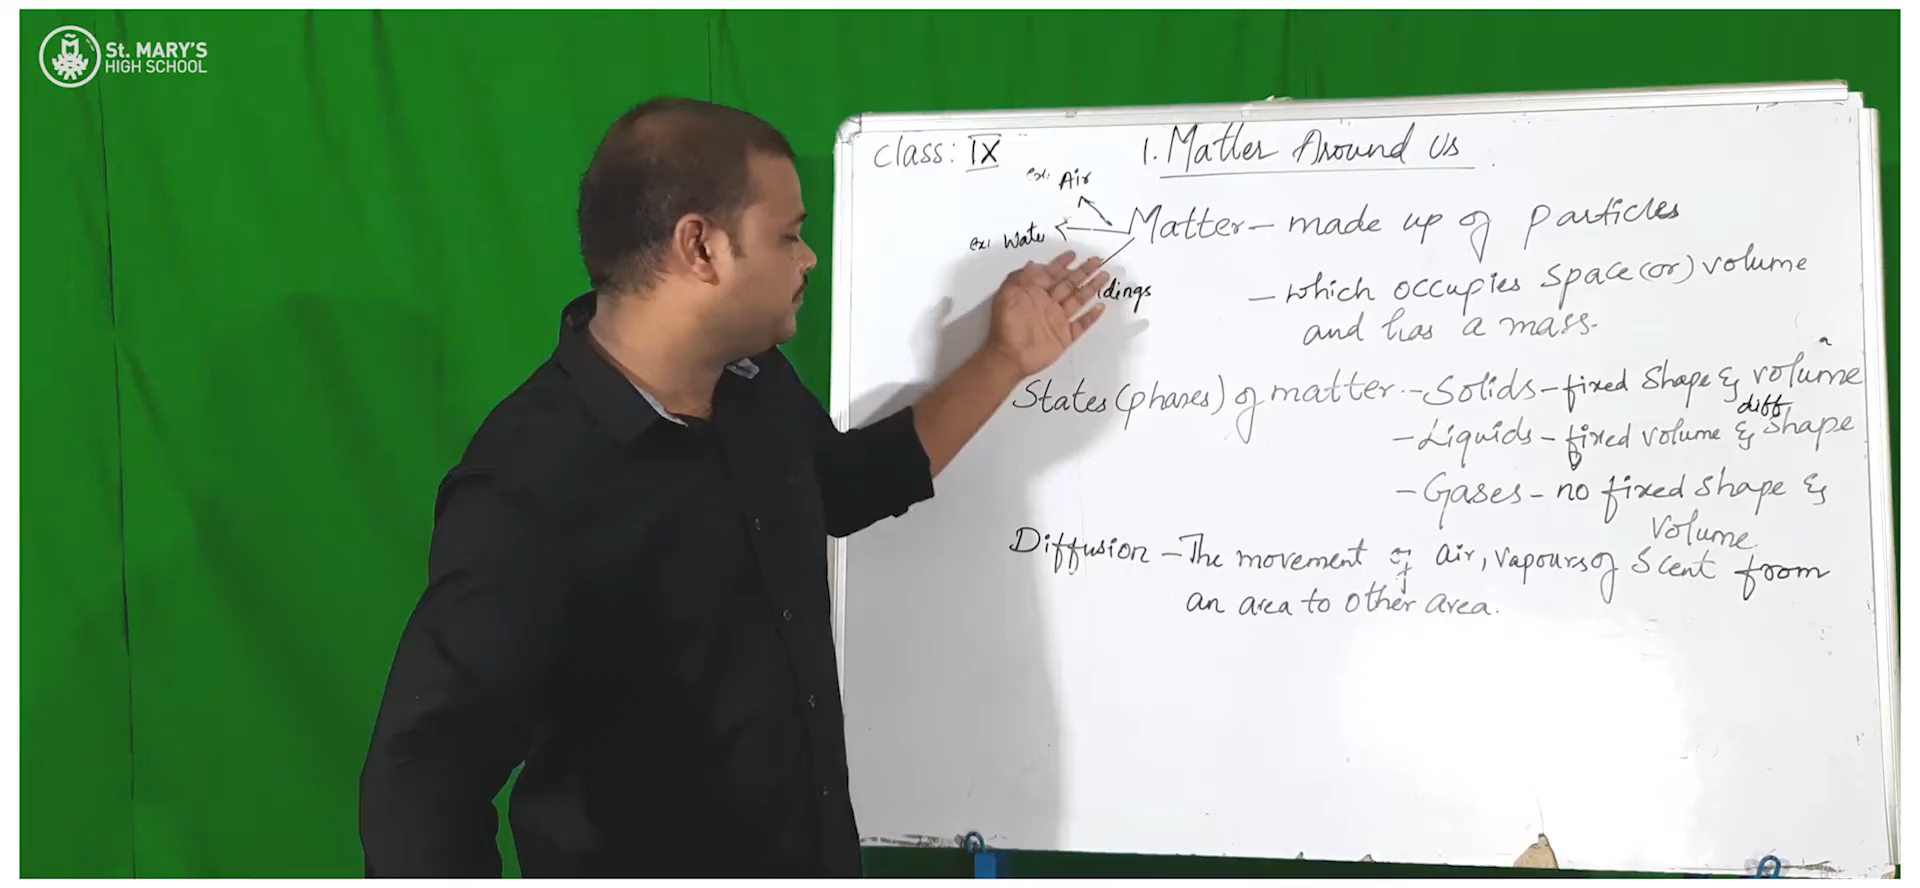 St. MARY'S
HIGH SCHOOL
Class: IX
1. Matter Around Us
ex: Air
ex: Water
Matter - made up of particles
- which occupies space (or) volume
and has a mass.
States (phases) of matter - Solids - fixed shape & volume
diff
- Liquids - fixed volume & shape
- Gases - no fixed shape &
volume.
Diffusion - The movement of air, vapours of scent from
an area to other area.